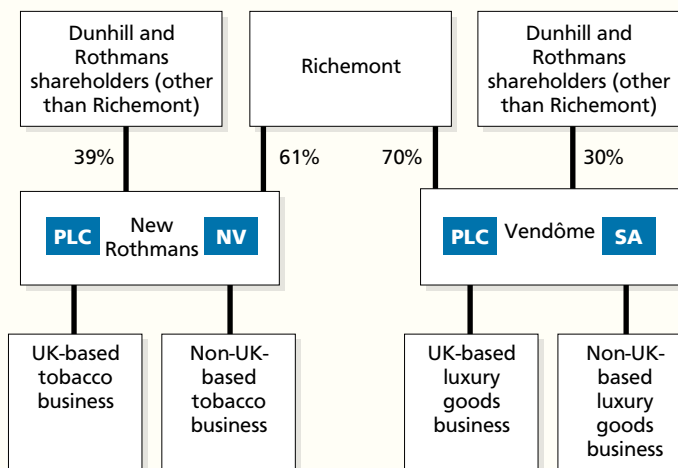 Dunhill and
Rothmans
shareholders (other
than Richemont)
Richemont
Dunhill and
Rothmans
shareholders (other
than Richemont)
39%
61%
70%
30%
PLC
New
Rothmans
NV
PLC
Vendôme
SA
UK-based
tobacco
business
Non-UK-
based
tobacco
business
UK-based
luxury
goods
business
Non-UK-
based
luxury
goods
business